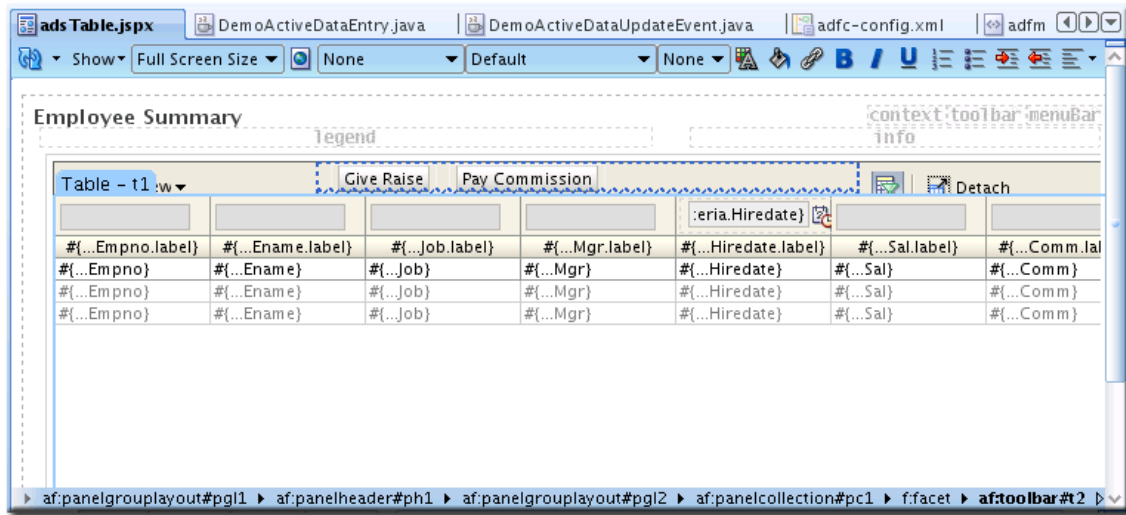 ads Table.jspx DemoActiveDataEntry.java DemoActiveDataUpdateEvent.java adfc-config.xml adfm
Show Full Screen Size None Default None B I U
context toolbar menuBar
Employee Summary
legend info
Table - t1 ew Give Raise Pay Commission Detach
:eria.Hiredate}
#{...Empno.label} #{...Ename.label} #{...Job.label} #{...Mgr.label} #{...Hiredate.label} #{...Sal.label} #{...Comm.lal
#{...Empno} #{...Ename} #{...Job} #{...Mgr} #{...Hiredate} #{...Sal} #{...Comm}
#{...Empno} #{...Ename} #{...Job} #{...Mgr} #{...Hiredate} #{...Sal} #{...Comm}
#{...Empno} #{...Ename} #{...Job} #{...Mgr} #{...Hiredate} #{...Sal} #{...Comm}
af:panelgrouplayout#pgl1 af:panelheader#ph1 af:panelgrouplayout#pgl2 af:panelcollection#pc1 f:facet af:toolbar#t2